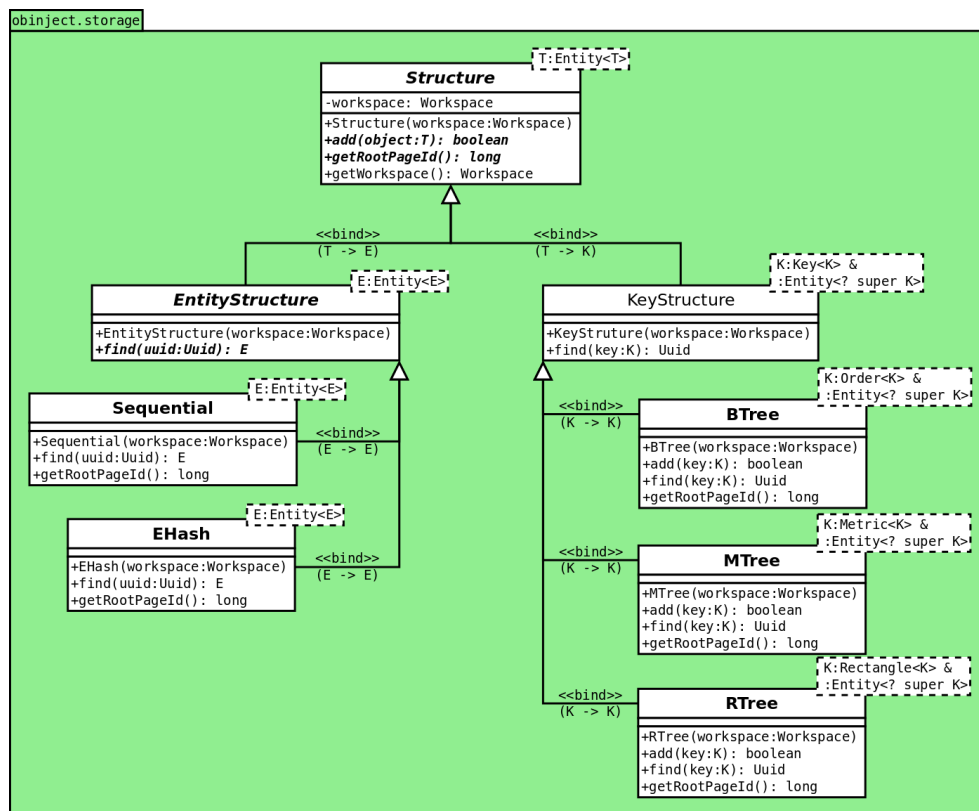 obinject.storage
T:Entity<T>
Structure
-workspace: Workspace
+Structure(workspace:Workspace)
+add(object:T): boolean
+getRootPageId(): long
+getWorkspace(): Workspace
<<bind>>
(T -> E)
<<bind>>
(T -> K)
E:Entity<E>
EntityStructure
+EntityStructure(workspace:Workspace)
+find(uuid:Uuid): E
K:Key<K> &
:Entity<? super K>
KeyStructure
+KeyStruture(workspace:Workspace)
+find(key:K): Uuid
E:Entity<E>
Sequential
+Sequential(workspace:Workspace)
+find(uuid:Uuid): E
+getRootPageId(): long
<<bind>>
(E -> E)
E:Entity<E>
EHash
+EHash(workspace:Workspace)
+find(uuid:Uuid): E
+getRootPageId(): long
<<bind>>
(E -> E)
K:Order<K> &
:Entity<? super K>
<<bind>>
(K -> K)
BTree
+BTree(workspace:Workspace)
+add(key:K): boolean
+find(key:K): Uuid
+getRootPageId(): long
K:Metric<K> &
:Entity<? super K>
<<bind>>
(K -> K)
MTree
+MTree(workspace:Workspace)
+add(key:K): boolean
+find(key:K): Uuid
+getRootPageId(): long
K:Rectangle<K> &
:Entity<? super K>
<<bind>>
(K -> K)
RTree
+RTree(workspace:Workspace)
+add(key:K): boolean
+find(key:K): Uuid
+getRootPageId(): long